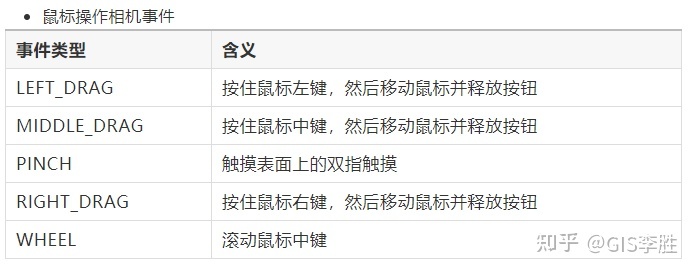 鼠标操作相机事件
事件类型 含义
LEFT_DRAG 按住鼠标左键，然后移动鼠标并释放按钮
MIDDLE_DRAG 按住鼠标中键，然后移动鼠标并释放按钮
PINCH 触摸表面上的双指触摸
RIGHT_DRAG 按住鼠标右键，然后移动鼠标并释放按钮
WHEEL 滚动鼠标中键
知乎 @GIS李胜